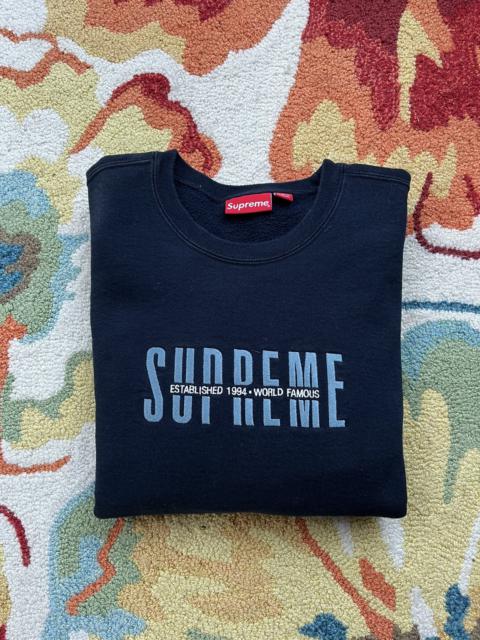 Supreme
SUPREME
ESTABLISHED 1994 • WORLD FAMOUS